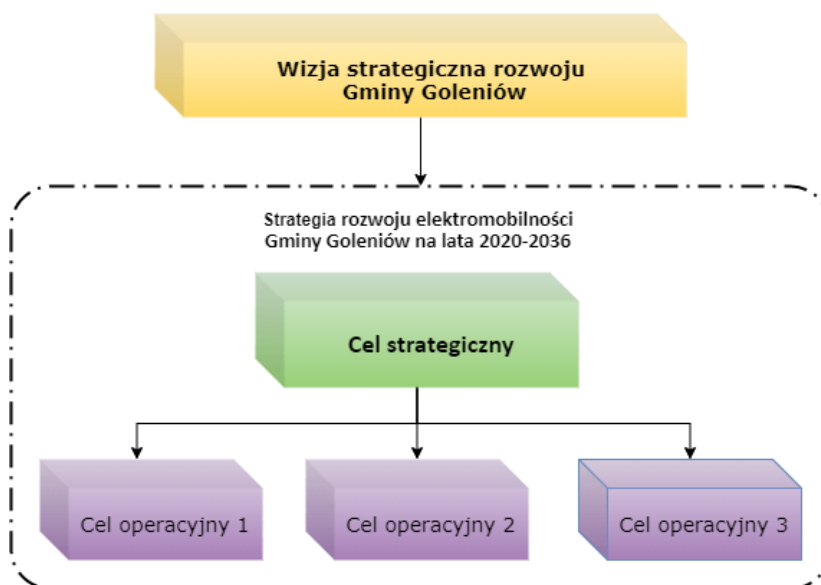 Wizja strategiczna rozwoju
Gminy Goleniów
Strategia rozwoju elektromobilności
Gminy Goleniów na lata 2020-2036
Cel strategiczny
Cel operacyjny 1
Cel operacyjny 2
Cel operacyjny 3